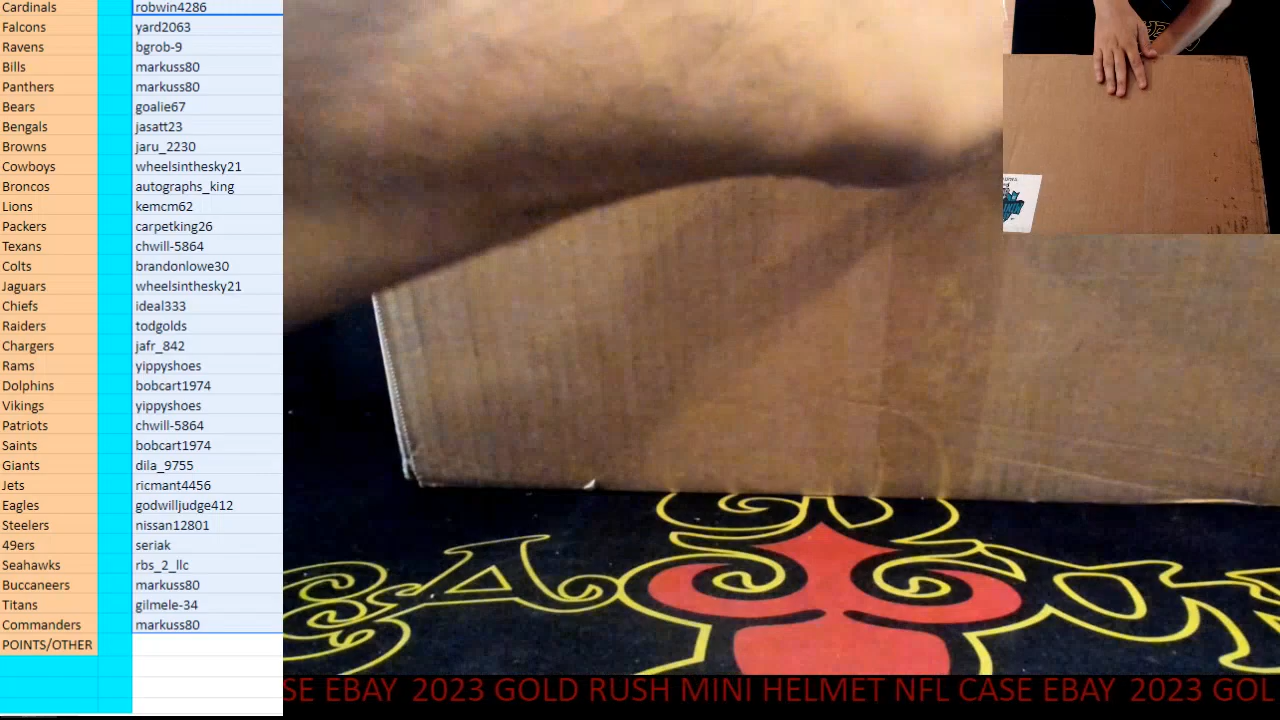 Cardinals robwin4286
Falcons yard2063
Ravens bgrob-9
Bills markuss80
Panthers markuss80
Bears goalie67
Bengals jasatt23
Browns jaru_2230
Cowboys wheelsinthesky21
Broncos autographs_king
Lions kemcm62
Packers carpetking26
Texans chwill-5864
Colts brandonlowe30
Jaguars wheelsinthesky21
Chiefs ideal333
Raiders todgolds
Chargers jafr_842
Rams yippyshoes
Dolphins bobcart1974
Vikings yippyshoes
Patriots chwill-5864
Saints bobcart1974
Giants dila_9755
Jets ricmant4456
Eagles godwilljudge412
Steelers nissan12801
49ers seriak
Seahawks rbs_2_llc
Buccaneers markuss80
Titans gilmele-34
Commanders markuss80
POINTS/OTHER
SE EBAY 2023 GOLD RUSH MINI HELMET NFL CASE EBAY 2023 GOL